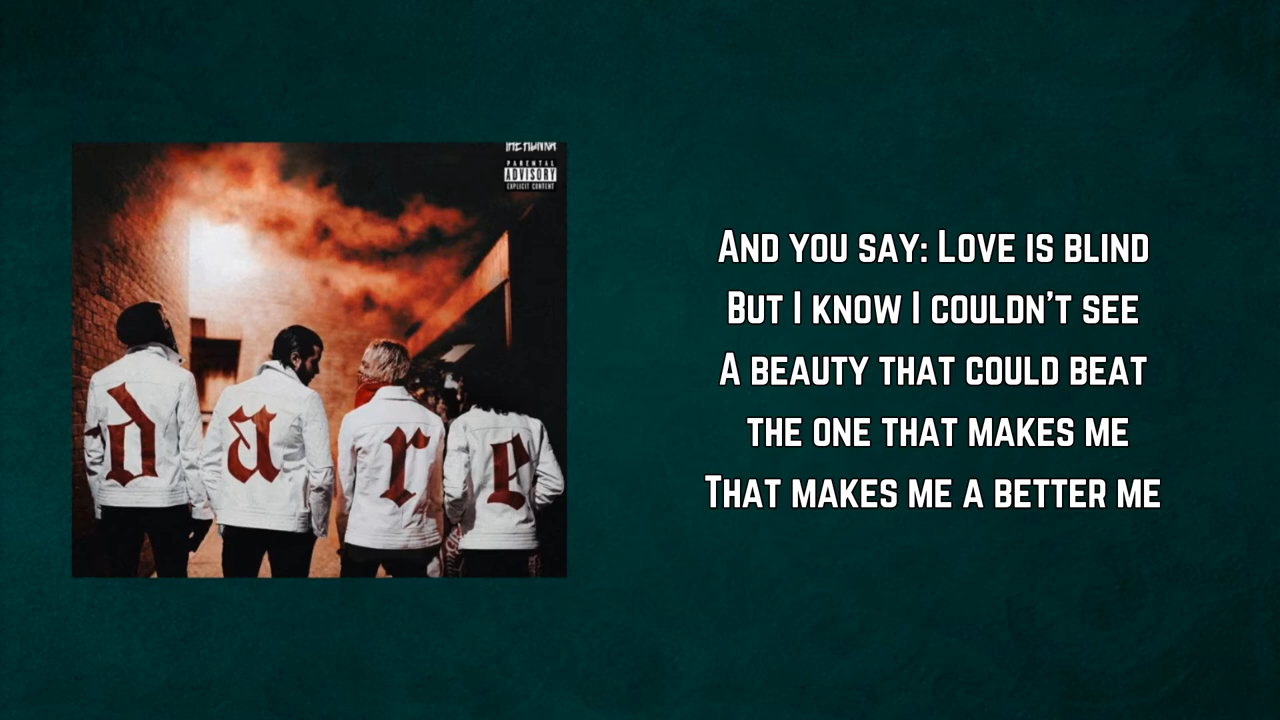 PARENTAL
ADVISORY
EXPLICIT CONTENT
d a r e
AND YOU SAY: LOVE IS BLIND
BUT I KNOW I COULDN'T SEE
A BEAUTY THAT COULD BEAT
THE ONE THAT MAKES ME
THAT MAKES ME A BETTER ME